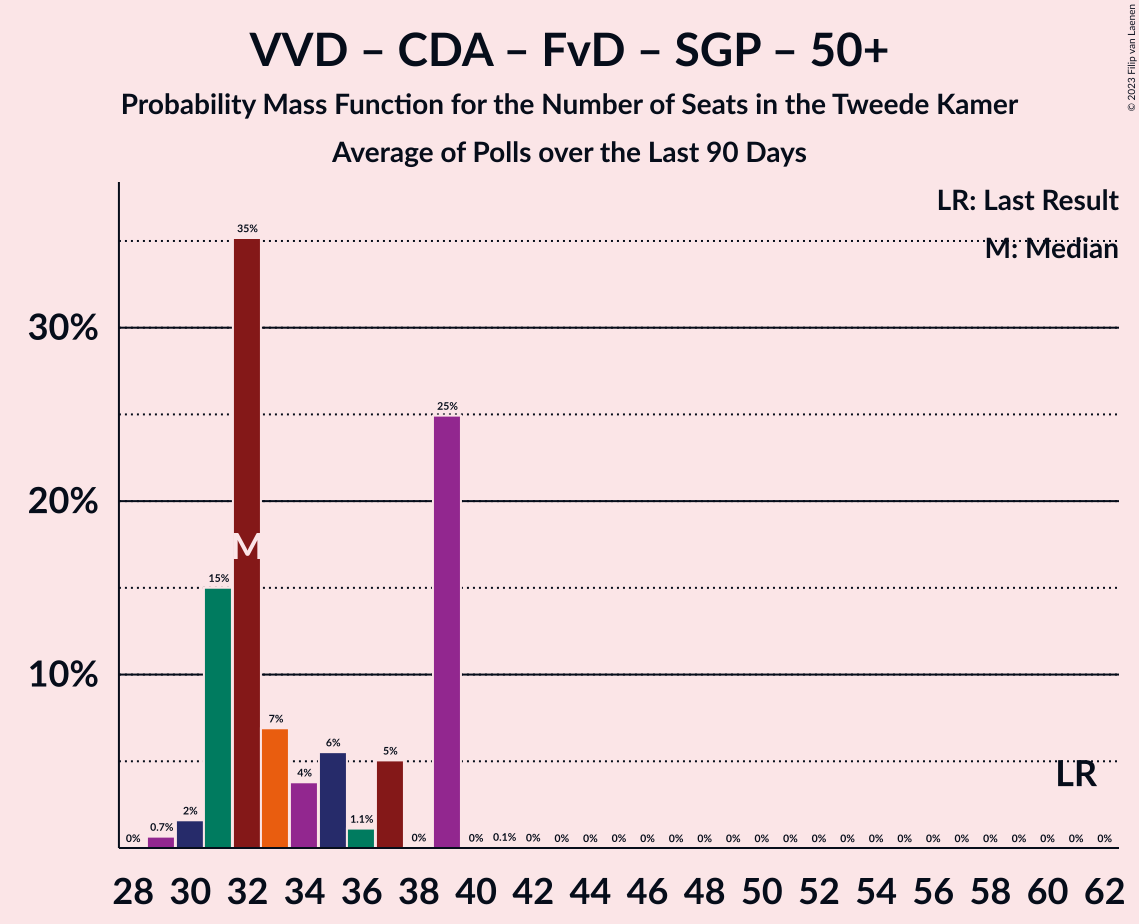 VVD – CDA – FvD – SGP – 50+
Probability Mass Function for the Number of Seats in the Tweede Kamer
Average of Polls over the Last 90 Days
© 2023 Filip van Laenen
LR: Last Result
M: Median
30%
20%
10%
0% 0.7% 2% 15% 35% 7% 4% 6% 1.1% 5% 0% 25% 0% 0.1% 0% 0% 0% 0% 0% 0% 0% 0% 0% 0% 0% 0% 0% 0% 0% 0% 0% 0% 0% 0% 0%
M
LR
28 30 32 34 36 38 40 42 44 46 48 50 52 54 56 58 60 62